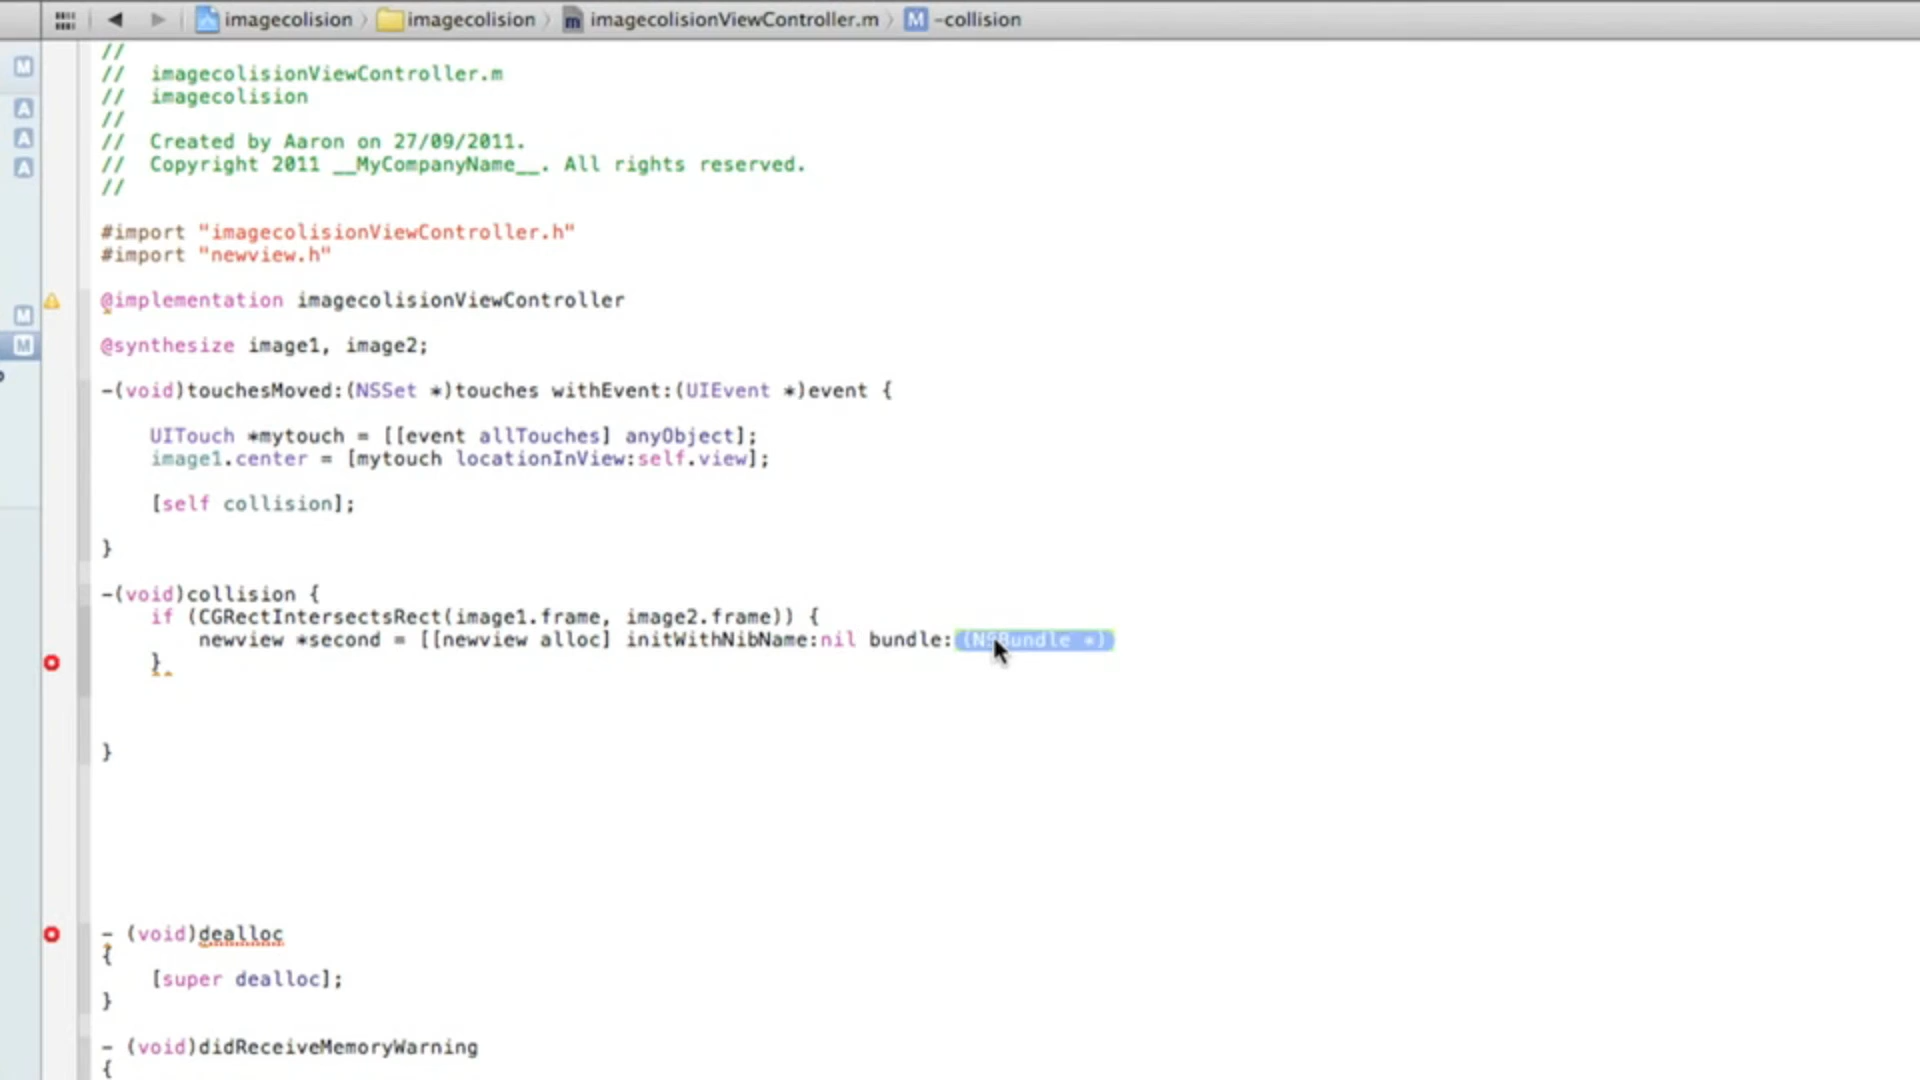 imagecolision imagecolision imagecolisionViewController.m M -collision
//
// imagecolisionViewController.m
// imagecolision
//
// Created by Aaron on 27/09/2011.
// Copyright 2011 __MyCompanyName__. All rights reserved.
//
#import "imagecolisionViewController.h"
#import "newview.h"
@implementation imagecolisionViewController
@synthesize image1, image2;
-(void)touchesMoved:(NSSet *)touches withEvent:(UIEvent *)event {
UITouch *mytouch = [[event allTouches] anyObject];
image1.center = [mytouch locationInView:self.view];
[self collision];
}
-(void)collision {
if (CGRectIntersectsRect(image1.frame, image2.frame)) {
newview *second = [[newview alloc] initWithNibName:nil bundle:(NSBundle *)
}
}
- (void)dealloc
{
[super dealloc];
}
- (void)didReceiveMemoryWarning
{
M
A
A
A
M
M